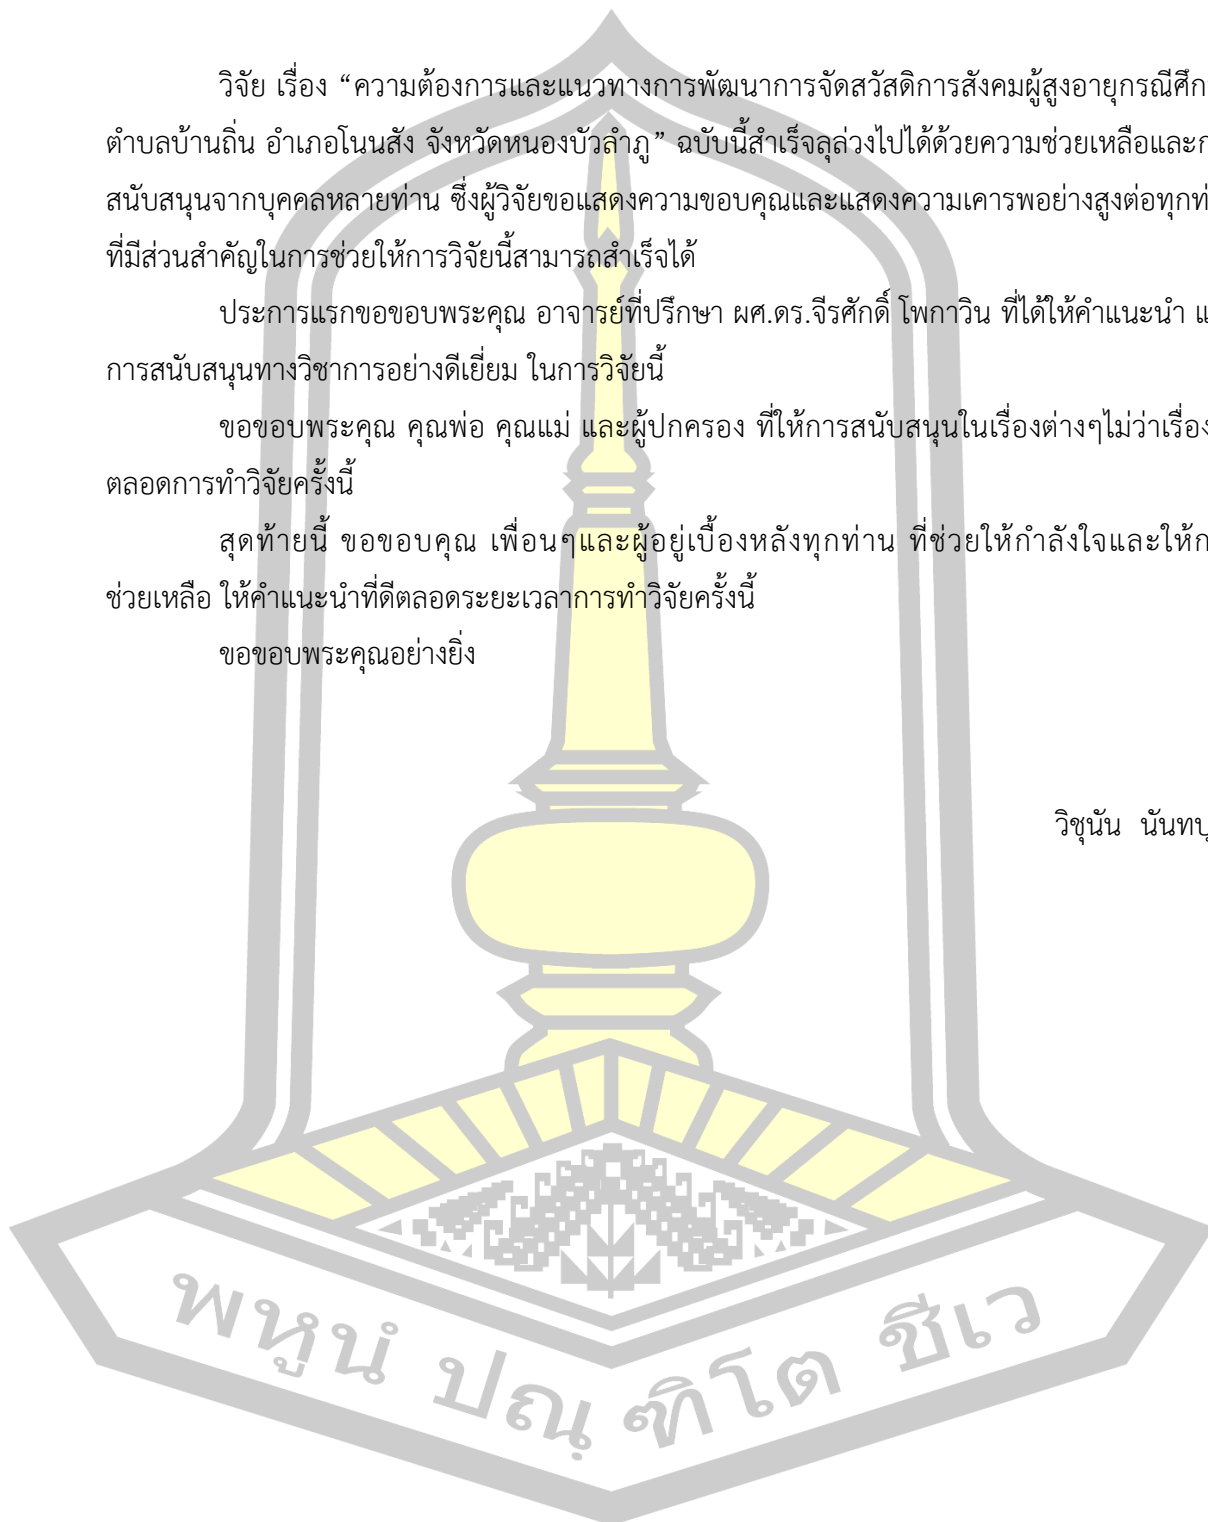 วิจัย เรื่อง “ความต้องการและแนวทางการพัฒนาการจัดสวัสดิการสังคมผู้สูงอายุกรณีศึก
ตำบลบ้านถิ่น อำเภอโนนสัง จังหวัดหนองบัวลำภู” ฉบับนี้สำเร็จลุล่วงไปได้ด้วยความช่วยเหลือและก
สนับสนุนจากบุคคลหลายท่าน ซึ่งผู้วิจัยขอแสดงความขอบคุณและแสดงความเคารพอย่างสูงต่อทุกท่
ที่มีส่วนสำคัญในการช่วยให้การวิจัยนี้สามารถสำเร็จได้
ประการแรกขอขอบพระคุณ อาจารย์ที่ปรึกษา ผศ.ดร.จีรศักดิ์ โพกาวิน ที่ได้ให้คำแนะนำ แ
การสนับสนุนทางวิชาการอย่างดีเยี่ยม ในการวิจัยนี้
ขอขอบพระคุณ คุณพ่อ คุณแม่ และผู้ปกครอง ที่ให้การสนับสนุนในเรื่องต่างๆไม่ว่าเรื่อง
ตลอดการทำวิจัยครั้งนี้
สุดท้ายนี้ ขอขอบคุณ เพื่อนๆและผู้อยู่เบื้องหลังทุกท่าน ที่ช่วยให้กำลังใจและให้ก
ช่วยเหลือ ให้คำแนะนำที่ดีตลอดระยะเวลาการทำวิจัยครั้งนี้
ขอขอบพระคุณอย่างยิ่ง
วิชุนัน นันทบุ
พหูนํ ปณฺ ฑิโต ชีเว